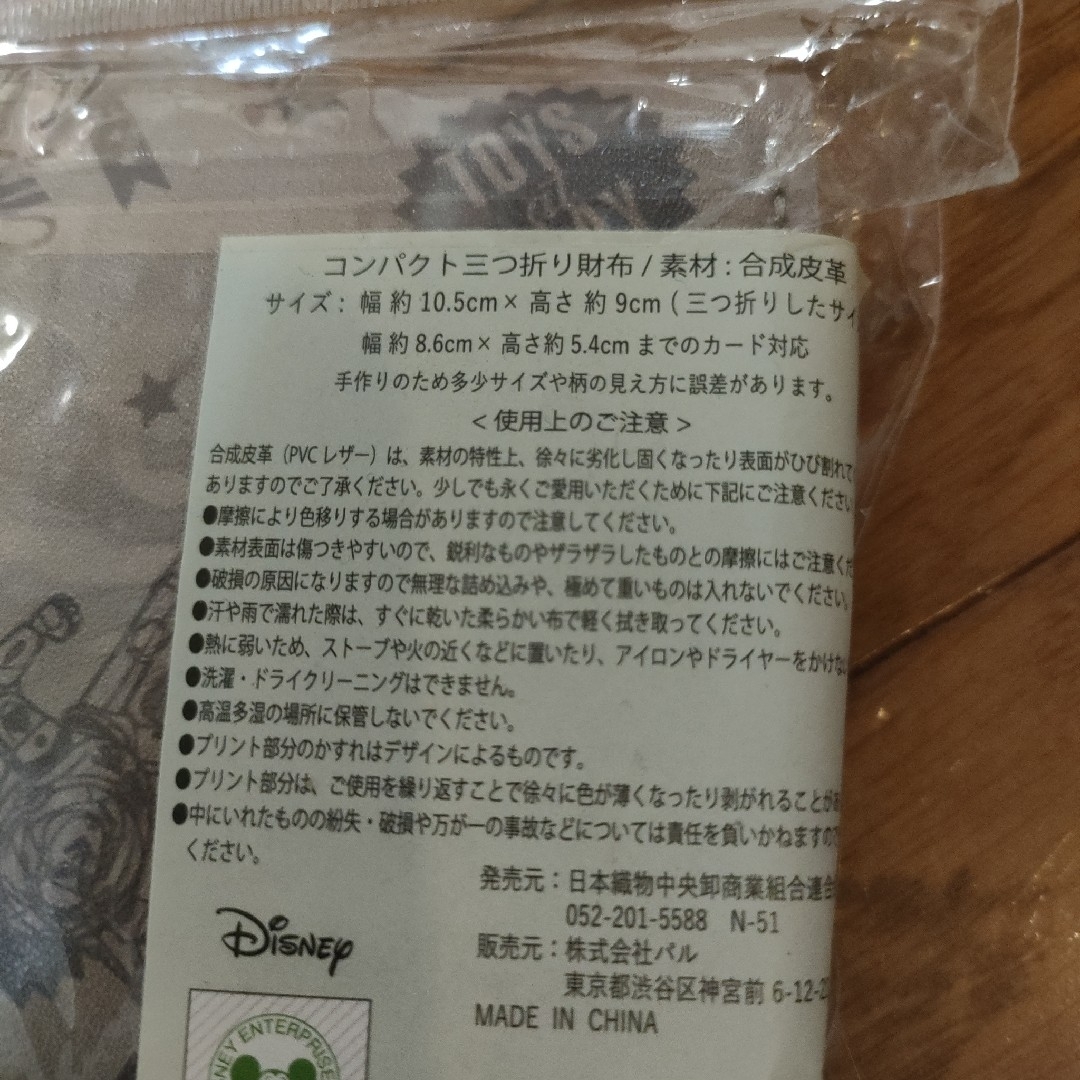 TOYS
コンパクト三つ折り財布 / 素材 : 合成皮革
サイズ : 幅 約 10.5cm × 高さ 約 9cm ( 三つ折りしたサイ
幅 約 8.6cm × 高さ約 5.4cm までのカード対応
手作りのため多少サイズや柄の見え方に誤差があります。
< 使用上のご注意 >
合成皮革（PVC レザー）は、素材の特性上、徐々に劣化し固くなったり表面がひび割れて
ありますのでご了承ください。少しでも永くご愛用いただくために下記にご注意ください
●摩擦により色移りする場合がありますので注意してください。
●素材表面は傷つきやすいので、鋭利なものやザラザラしたものとの摩擦にはご注意くだ
●破損の原因になりますので無理な詰め込みや、極めて重いものは入れないでください。
●汗や雨で濡れた際は、すぐに乾いた柔らかい布で軽く拭き取ってください。
●熱に弱いため、ストーブや火の近くなどに置いたり、アイロンやドライヤーをかけな
●洗濯・ドライクリーニングはできません。
●高温多湿の場所に保管しないでください。
●プリント部分のかすれはデザインによるものです。
●プリント部分は、ご使用を繰り返すことで徐々に色が薄くなったり剥がれることがあ
●中にいれたものの紛失・破損や万が一の事故などについては責任を負いかねますので
ください。
発売元 : 日本織物中央卸商業組合連合
052-201-5588 N-51
販売元 : 株式会社パル
東京都渋谷区神宮前 6-12-2
MADE IN CHINA
Disney
NEY ENTERPRISE